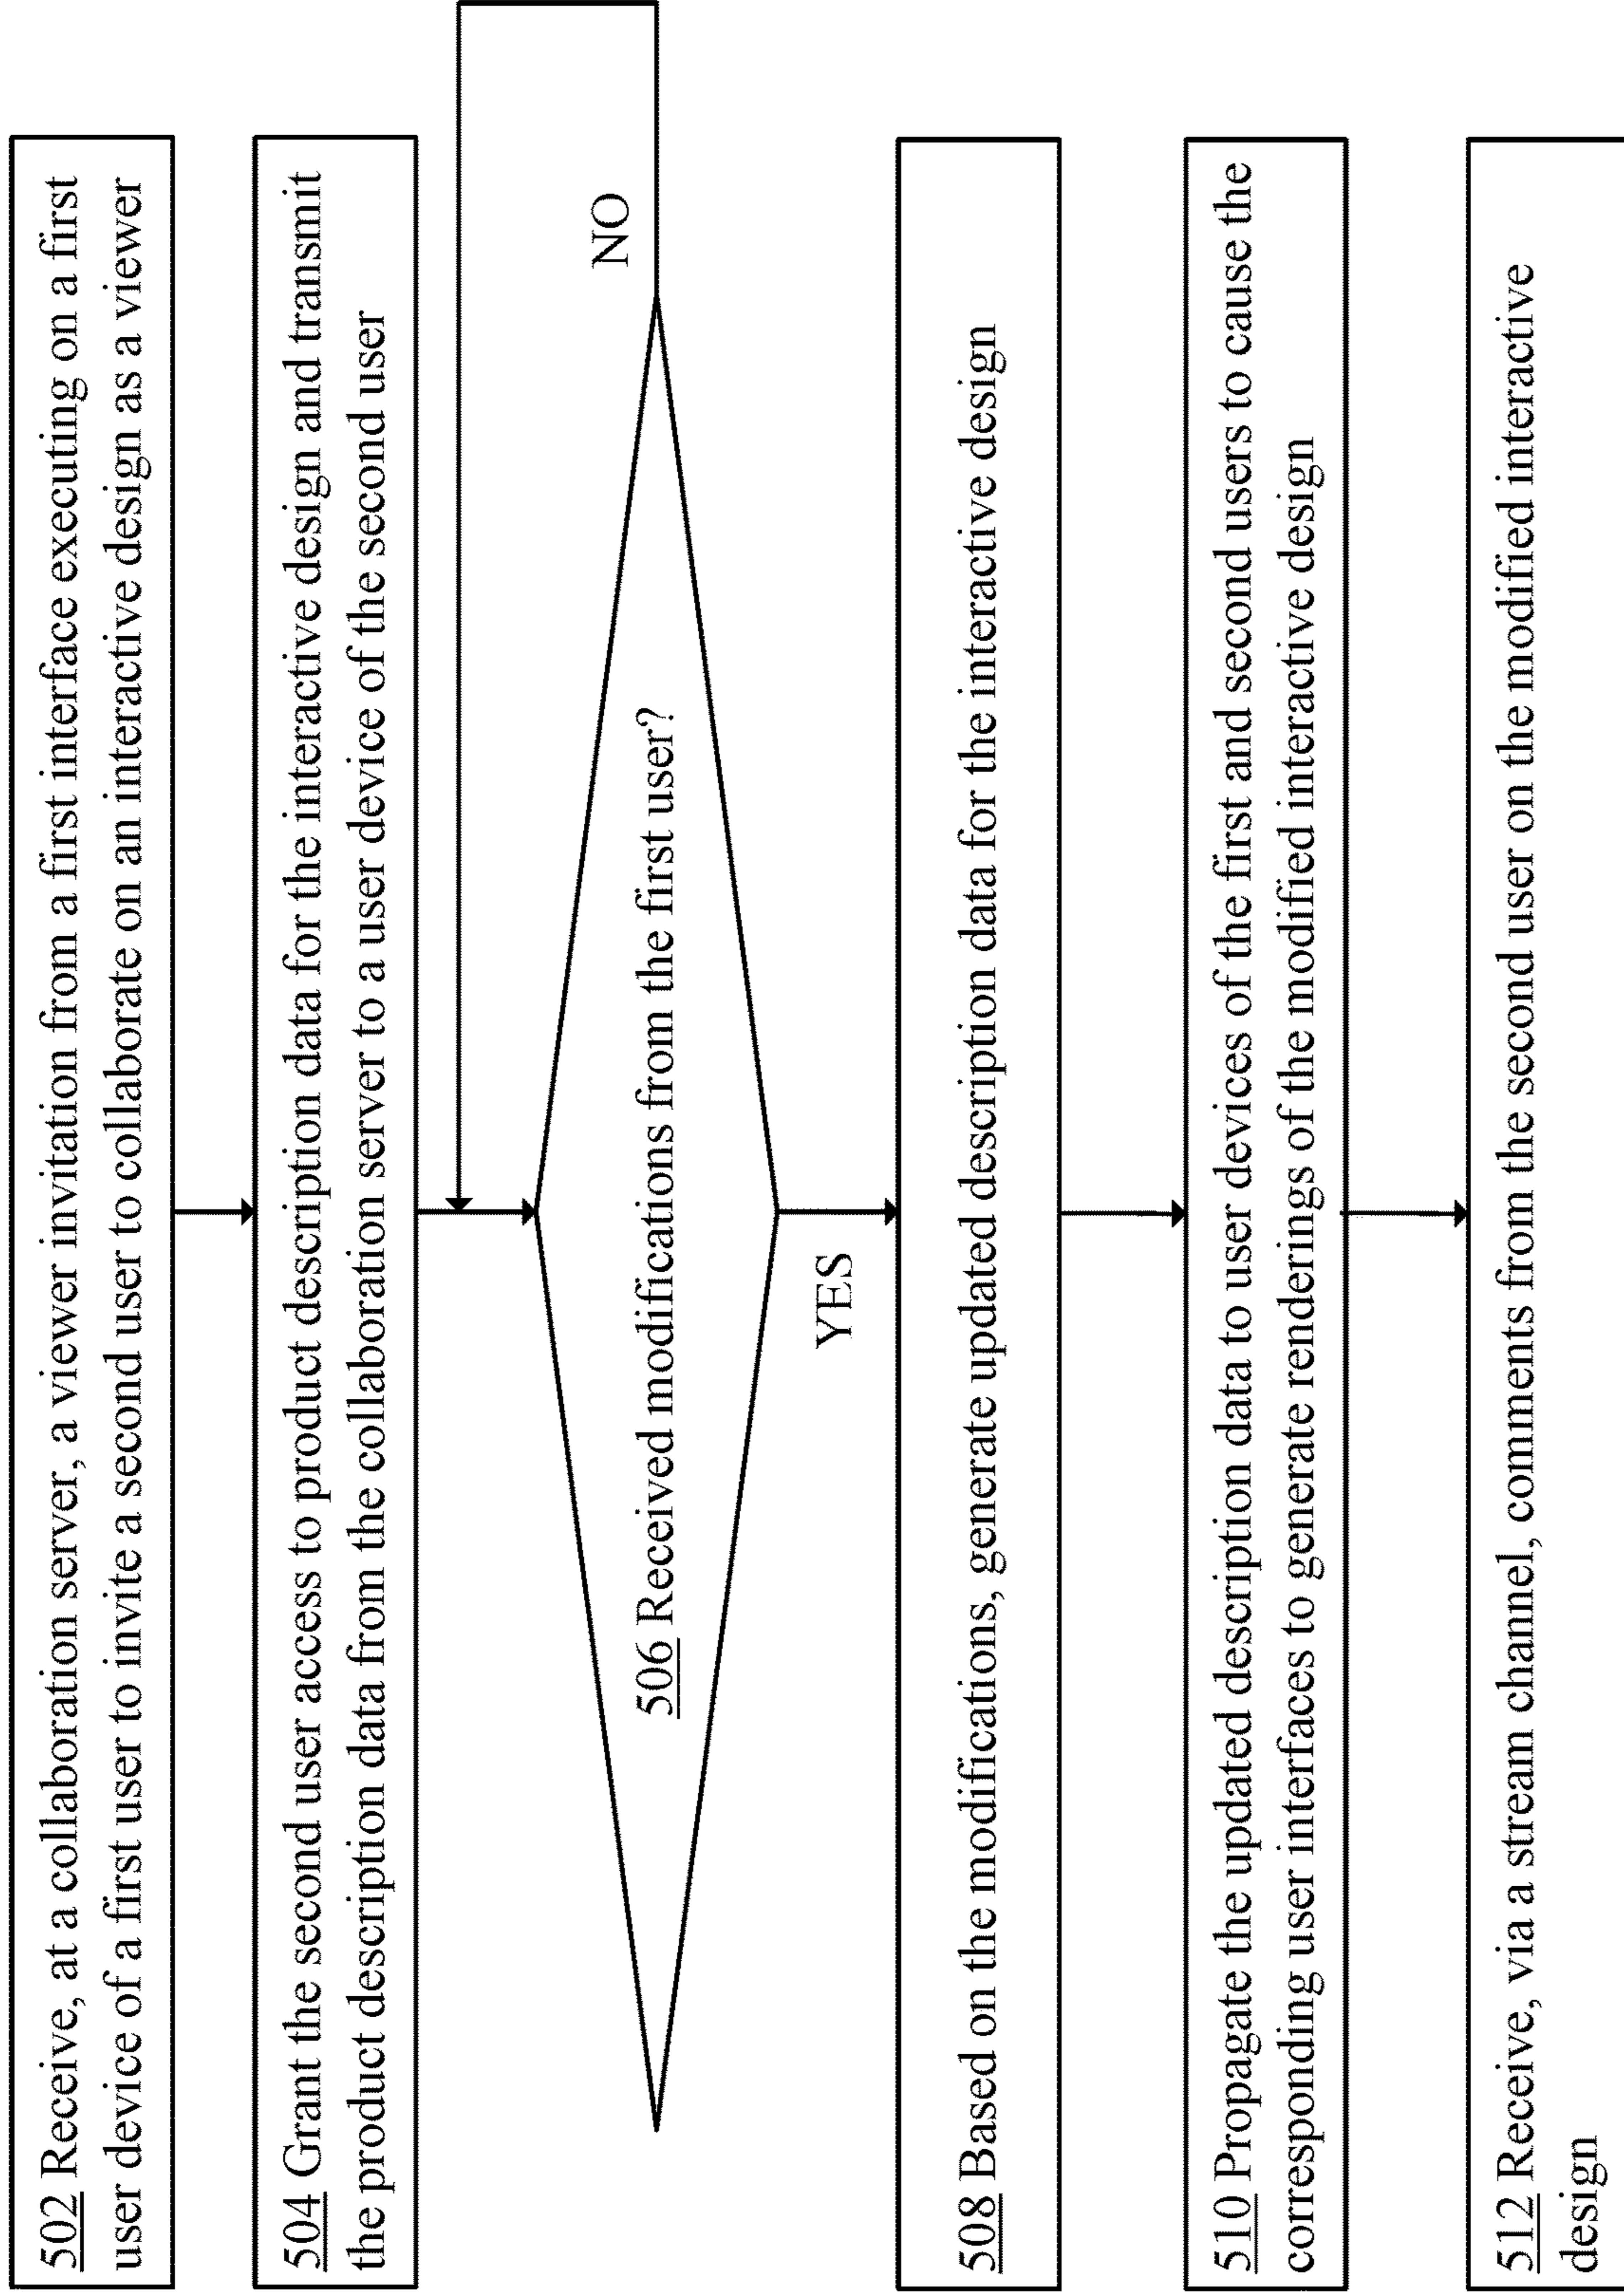 502 Receive, at a collaboration server, a viewer invitation from a first interface executing on a first
user device of a first user to invite a second user to collaborate on an interactive design as a viewer
504 Grant the second user access to product description data for the interactive design and transmit
the product description data from the collaboration server to a user device of the second user
506 Received modifications from the first user?
NO
YES
508 Based on the modifications, generate updated description data for the interactive design
510 Propagate the updated description data to user devices of the first and second users to cause the
corresponding user interfaces to generate renderings of the modified interactive design
512 Receive, via a stream channel, comments from the second user on the modified interactive
design